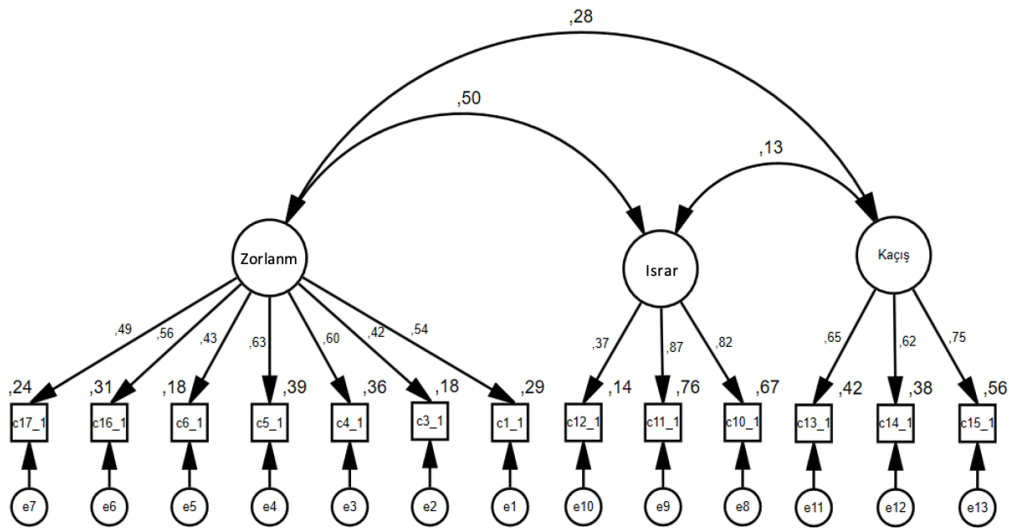 ,28
,50
,13
Zorlanm
Israr
Kaçış
,49 ,56 ,43 ,63 ,60 ,42 ,54 ,37 ,87 ,82 ,65 ,62 ,75
,24 ,31 ,18 ,39 ,36 ,18 ,29 ,14 ,76 ,67 ,42 ,38 ,56
c17_1 c16_1 c6_1 c5_1 c4_1 c3_1 c1_1 c12_1 c11_1 c10_1 c13_1 c14_1 c15_1
e7 e6 e5 e4 e3 e2 e1 e10 e9 e8 e11 e12 e13